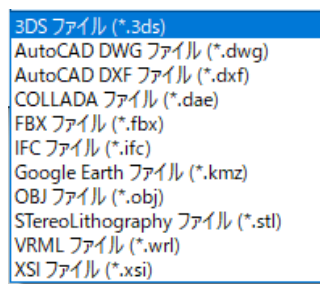 3DS ファイル (*.3ds)
AutoCAD DWG ファイル (*.dwg)
AutoCAD DXF ファイル (*.dxf)
COLLADA ファイル (*.dae)
FBX ファイル (*.fbx)
IFC ファイル (*.ifc)
Google Earth ファイル (*.kmz)
OBJ ファイル (*.obj)
STereoLithography ファイル (*.stl)
VRML ファイル (*.wrl)
XSI ファイル (*.xsi)